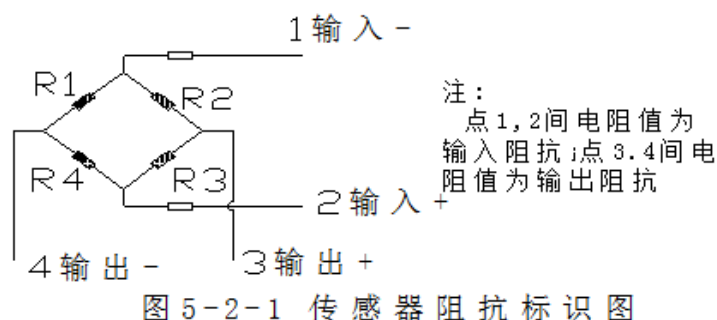 1输入-
R1
R2
R4
R3
2输入+
4输出-
3输出+
注：
点1,2间电阻值为
输入阻抗;点3.4间电
阻值为输出阻抗
图5-2-1 传感器阻抗标识图